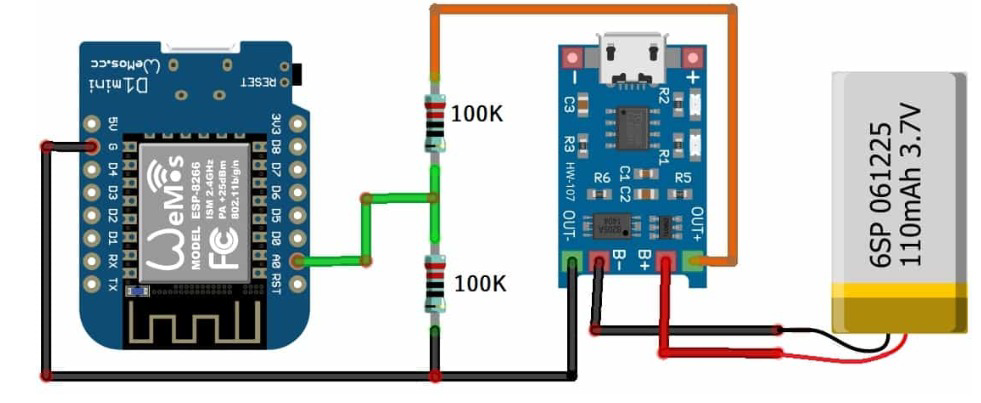 WeMos.cc
D1mini
RESET
5V
G
D4
D3
D2
D1
RX
TX
3V3
D8
D7
D6
D5
D0
A0
RST
WeMos
MODEL ESP-8266
ISM 2.4GHz
PA +25dBm
802.11b/g/n
FC
100K
100K
-
+
C3
R3
R2
R1
HW-107
C1
C2
R6
R5
OUT-
B-
B+
OUT+
6SP 061225
110mAh 3.7V